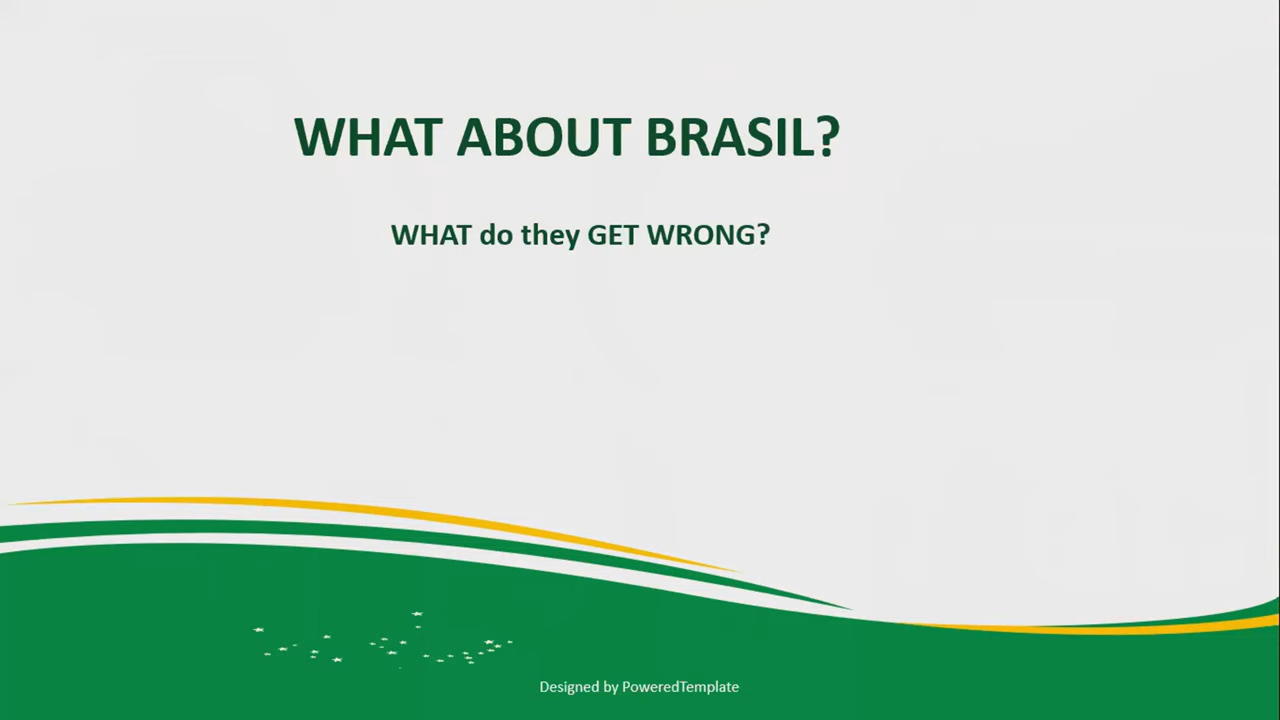 WHAT ABOUT BRASIL?
WHAT do they GET WRONG?
Designed by PoweredTemplate